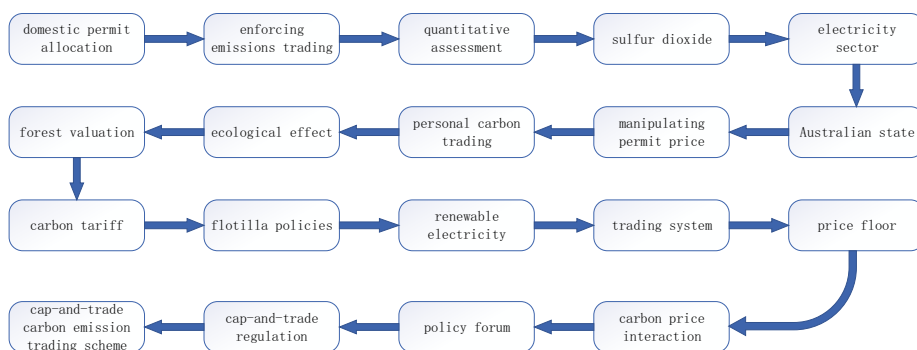 domestic permit
allocation
enforcing
emissions trading
quantitative
assessment
sulfur dioxide
electricity
sector
Australian state
manipulating
permit price
personal carbon
trading
ecological effect
forest valuation
carbon tariff
flotilla policies
renewable
electricity
trading system
price floor
carbon price
interaction
policy forum
cap-and-trade
regulation
cap-and-trade
carbon emission
trading scheme